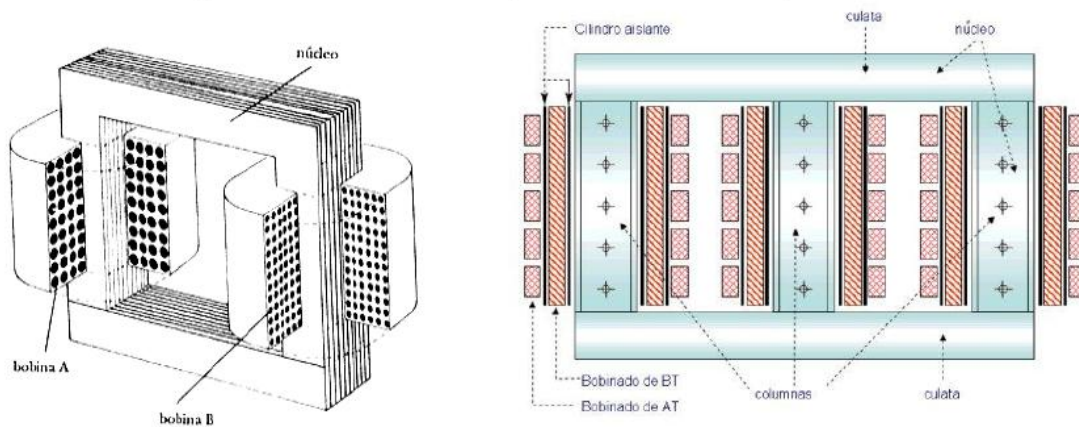 núcleo
bobina A
bobina B
Cilindro aislante
culata
núcleo
Bobinado de BT
Bobinado de AT
columnas
culata